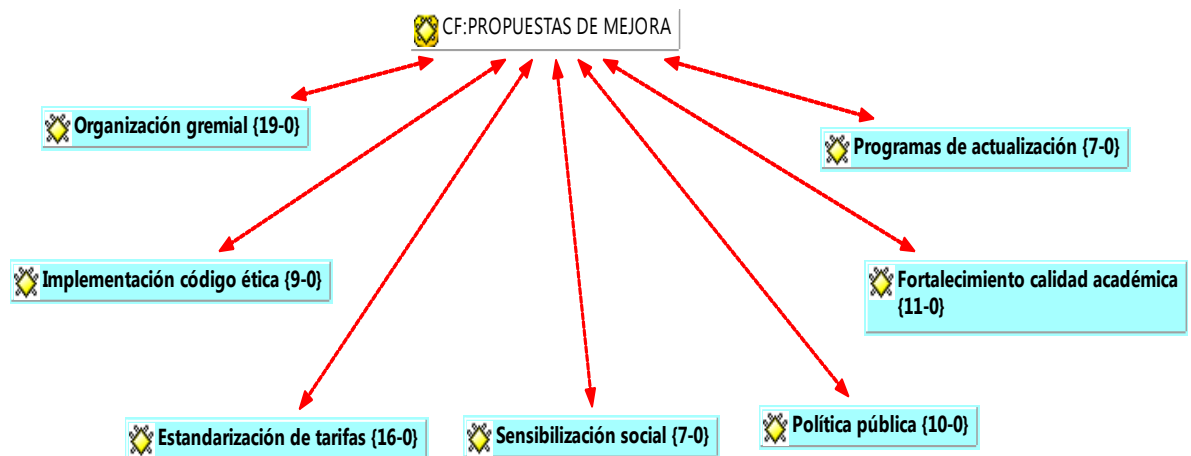 CF:PROPUESTAS DE MEJORA
Organización gremial {19-0}
Programas de actualización {7-0}
Implementación código ética {9-0}
Fortalecimiento calidad académica
{11-0}
Estandarización de tarifas {16-0}
Sensibilización social {7-0}
Política pública {10-0}